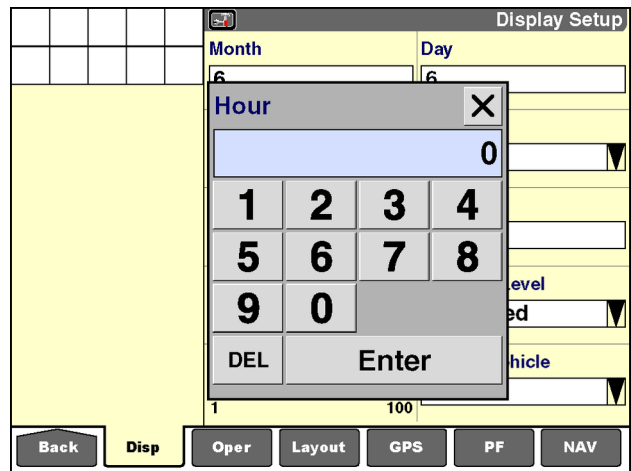 Display Setup
Month Day
6 6
Hour X
0
1 2 3 4
5 6 7 8
9 0
evel
ed
DEL Enter
hicle
1 100
Back Disp Oper Layout GPS PF NAV